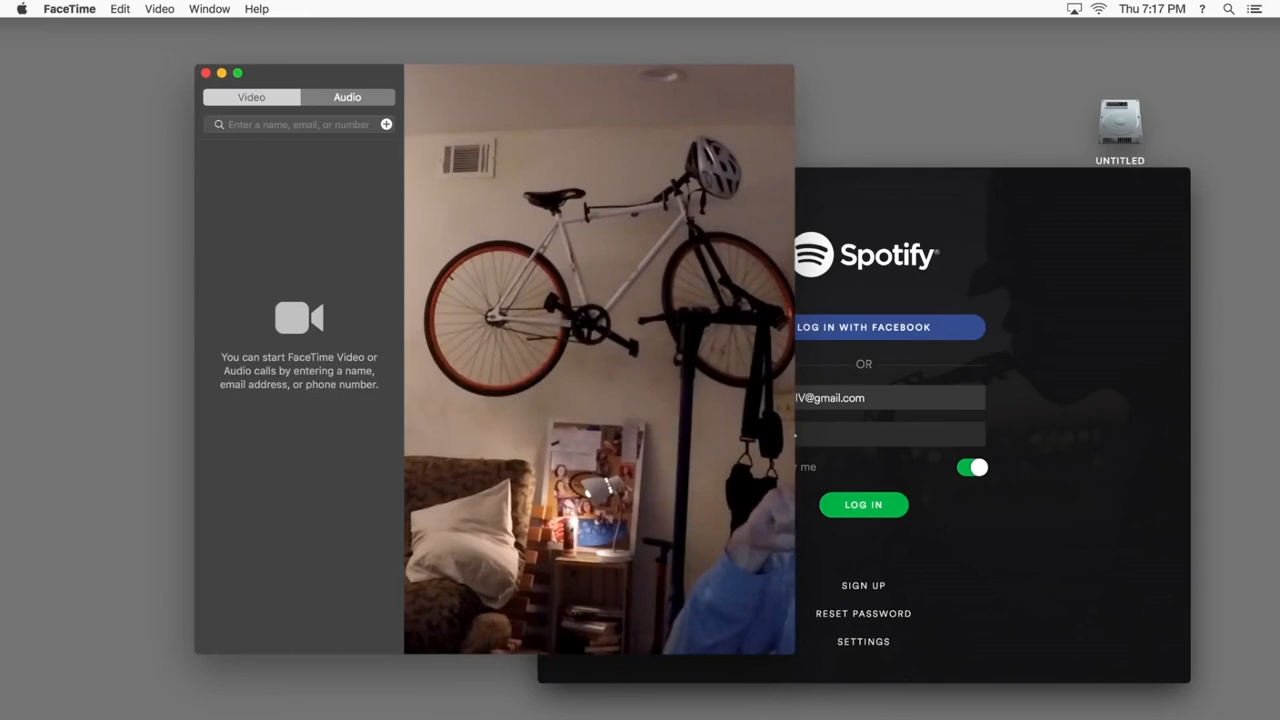 FaceTime Edit Video Window Help
Thu 7:17 PM ?
Video Audio
Enter a name, email, or number
You can start FaceTime Video or
Audio calls by entering a name,
email address, or phone number.
UNTITLED
Spotify®
LOG IN WITH FACEBOOK
OR
IV@gmail.com
r me
LOG IN
SIGN UP
RESET PASSWORD
SETTINGS